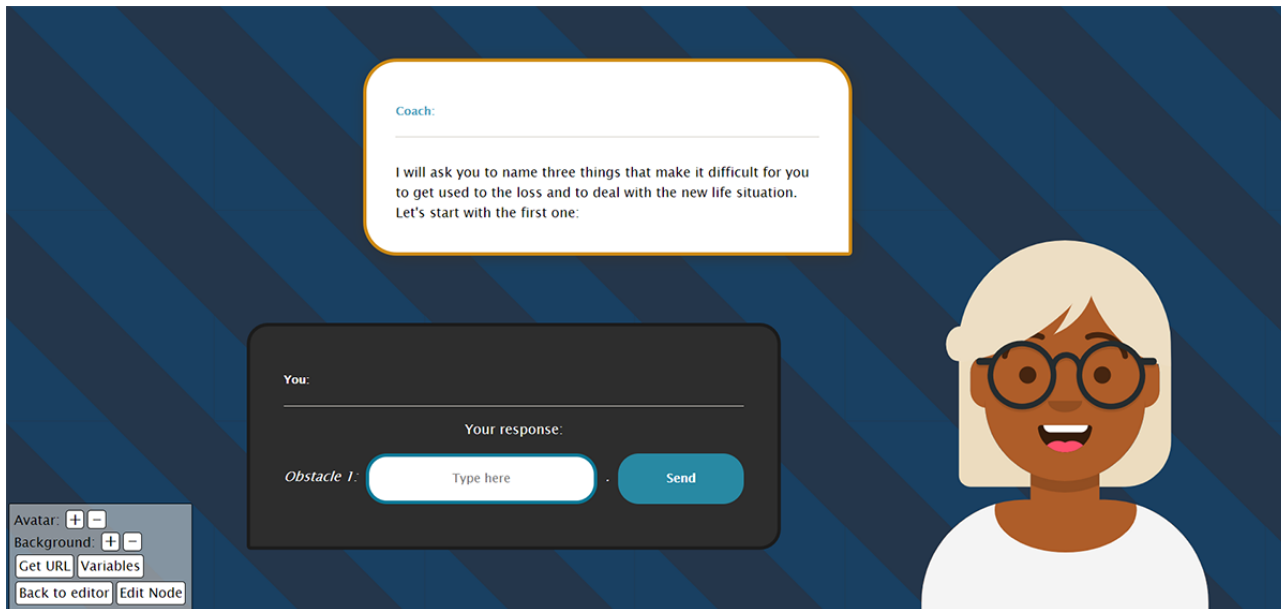 Coach:
I will ask you to name three things that make it difficult for you
to get used to the loss and to deal with the new life situation.
Let's start with the first one:
You:
Your response:
Obstacle 1: Type here . Send
Avatar: + −
Background: + −
Get URL Variables
Back to editor Edit Node